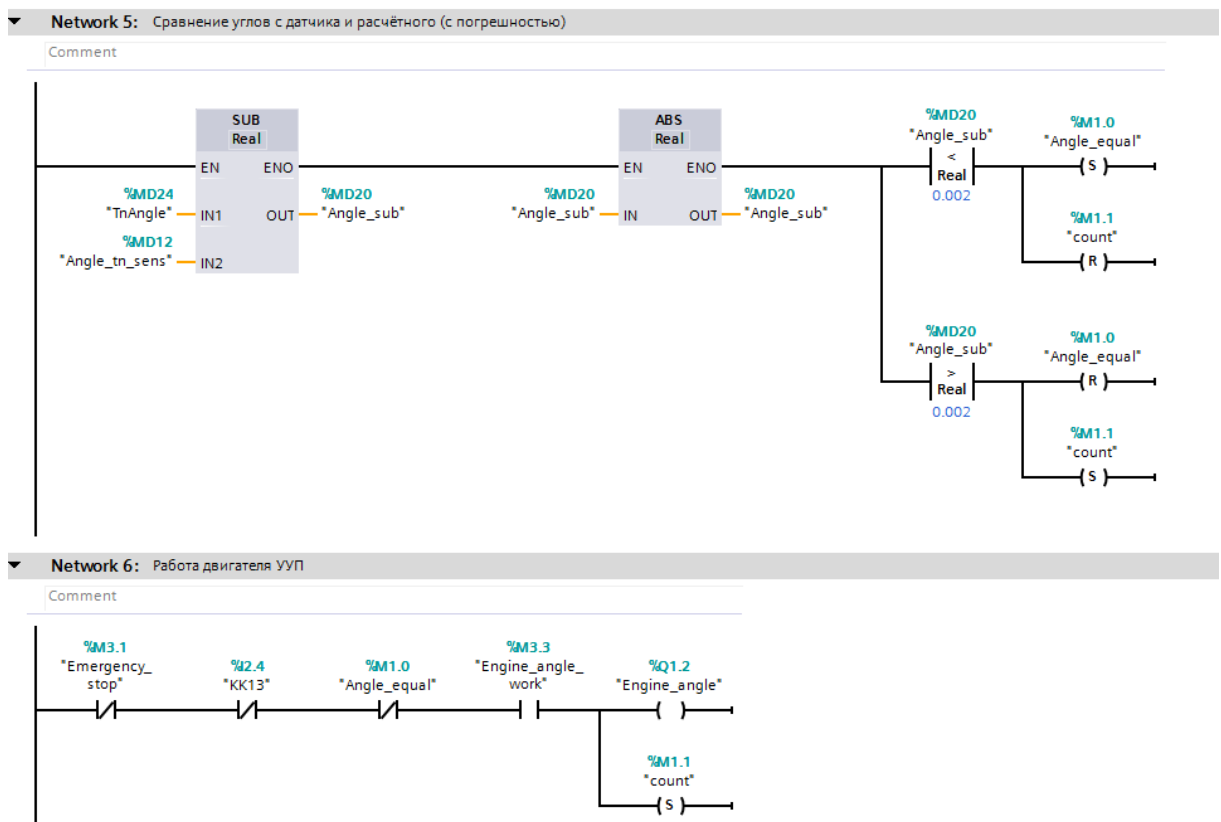 Network 5: Сравнение углов с датчика и расчётного (с погрешностью)
Comment
SUB
Real
EN ENO
%MD24
"TnAngle"
IN1
OUT
%MD20
"Angle_sub"
%MD12
"Angle_tn_sens"
IN2
ABS
Real
EN ENO
%MD20
"Angle_sub"
IN
OUT
%MD20
"Angle_sub"
%MD20
"Angle_sub"
<
Real
0.002
%M1.0
"Angle_equal"
( S )
%M1.1
"count"
( R )
%MD20
"Angle_sub"
>
Real
0.002
%M1.0
"Angle_equal"
( R )
%M1.1
"count"
( S )
Network 6: Работа двигателя УУП
Comment
%M3.1
"Emergency_
stop"
%I2.4
"KK13"
%M1.0
"Angle_equal"
%M3.3
"Engine_angle_
work"
%Q1.2
"Engine_angle"
( )
%M1.1
"count"
( S )